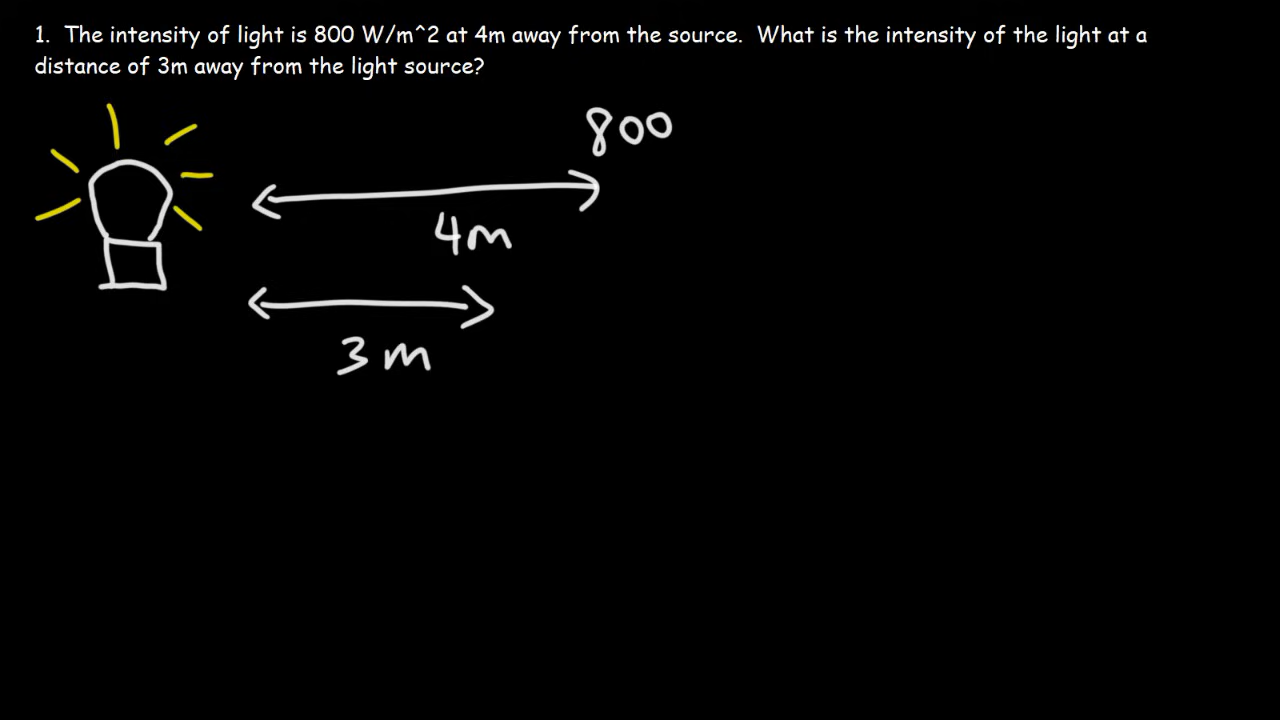 1. The intensity of light is 800 W/m^2 at 4m away from the source. What is the intensity of the light at a
distance of 3m away from the light source?
800
4m
3 m